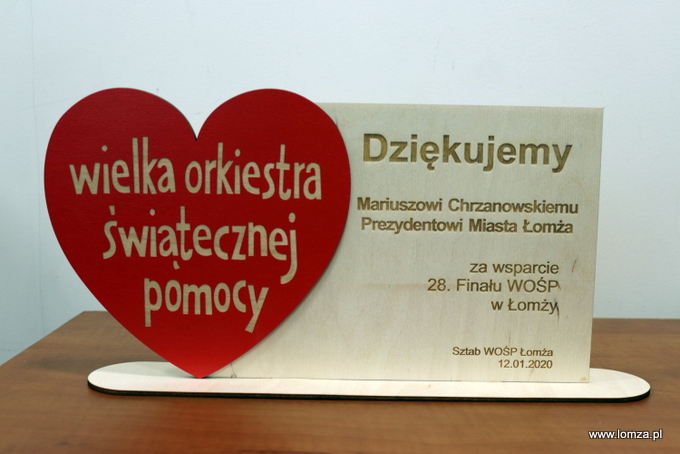 wielka orkiestra
świątecznej
pomocy
Dziękujemy
Mariuszowi Chrzanowskiemu
Prezydentowi Miasta Łomża
za wsparcie
28. Finału WOŚP
w Łomży
Sztab WOŚP Łomża
12.01.2020
www.lomza.pl